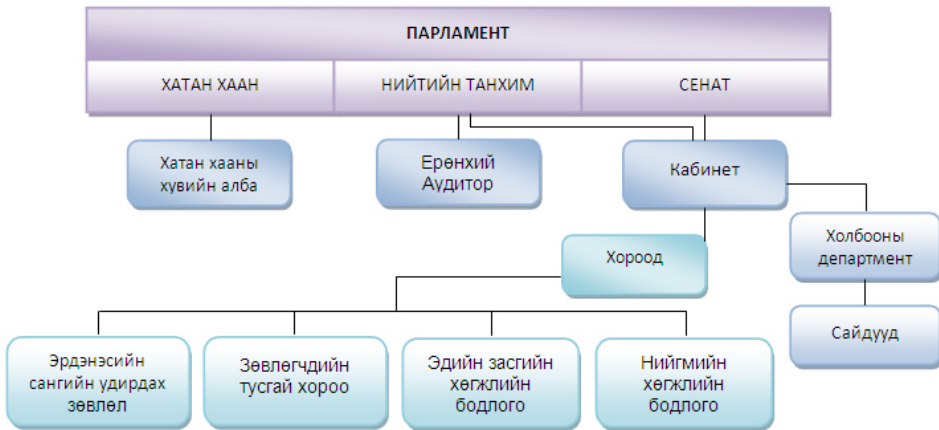 ПАРЛАМЕНТ
ХАТАН ХААН
НИЙТИЙН ТАНХИМ
СЕНАТ
Хатан хааны
хувийн алба
Ерөнхий
Аудитор
Кабинет
Холбооны
департмент
Хороод
Сайдууд
Эрдэнэсийн
сангийн удирдах
зөвлөл
Зөвлөгчдийн
тусгай хороо
Эдийн засгийн
хөгжлийн
бодлого
Нийгмийн
хөгжлийн
бодлого